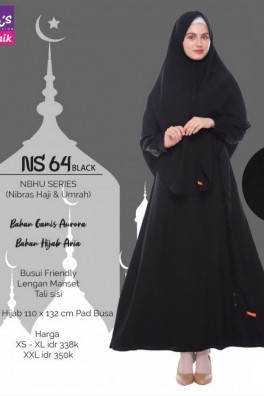 NS 64 BLACK
NBHU SERIES
(Nibras Haji & Umrah)
Bahan Gamis Aurora
Bahan Hijab Aria
Busui Friendly
Lengan Manset
Tali sisi
Hijab 110 x 132 cm Pad Busa
Harga
XS - XL idr 338k
XXL idr 350k